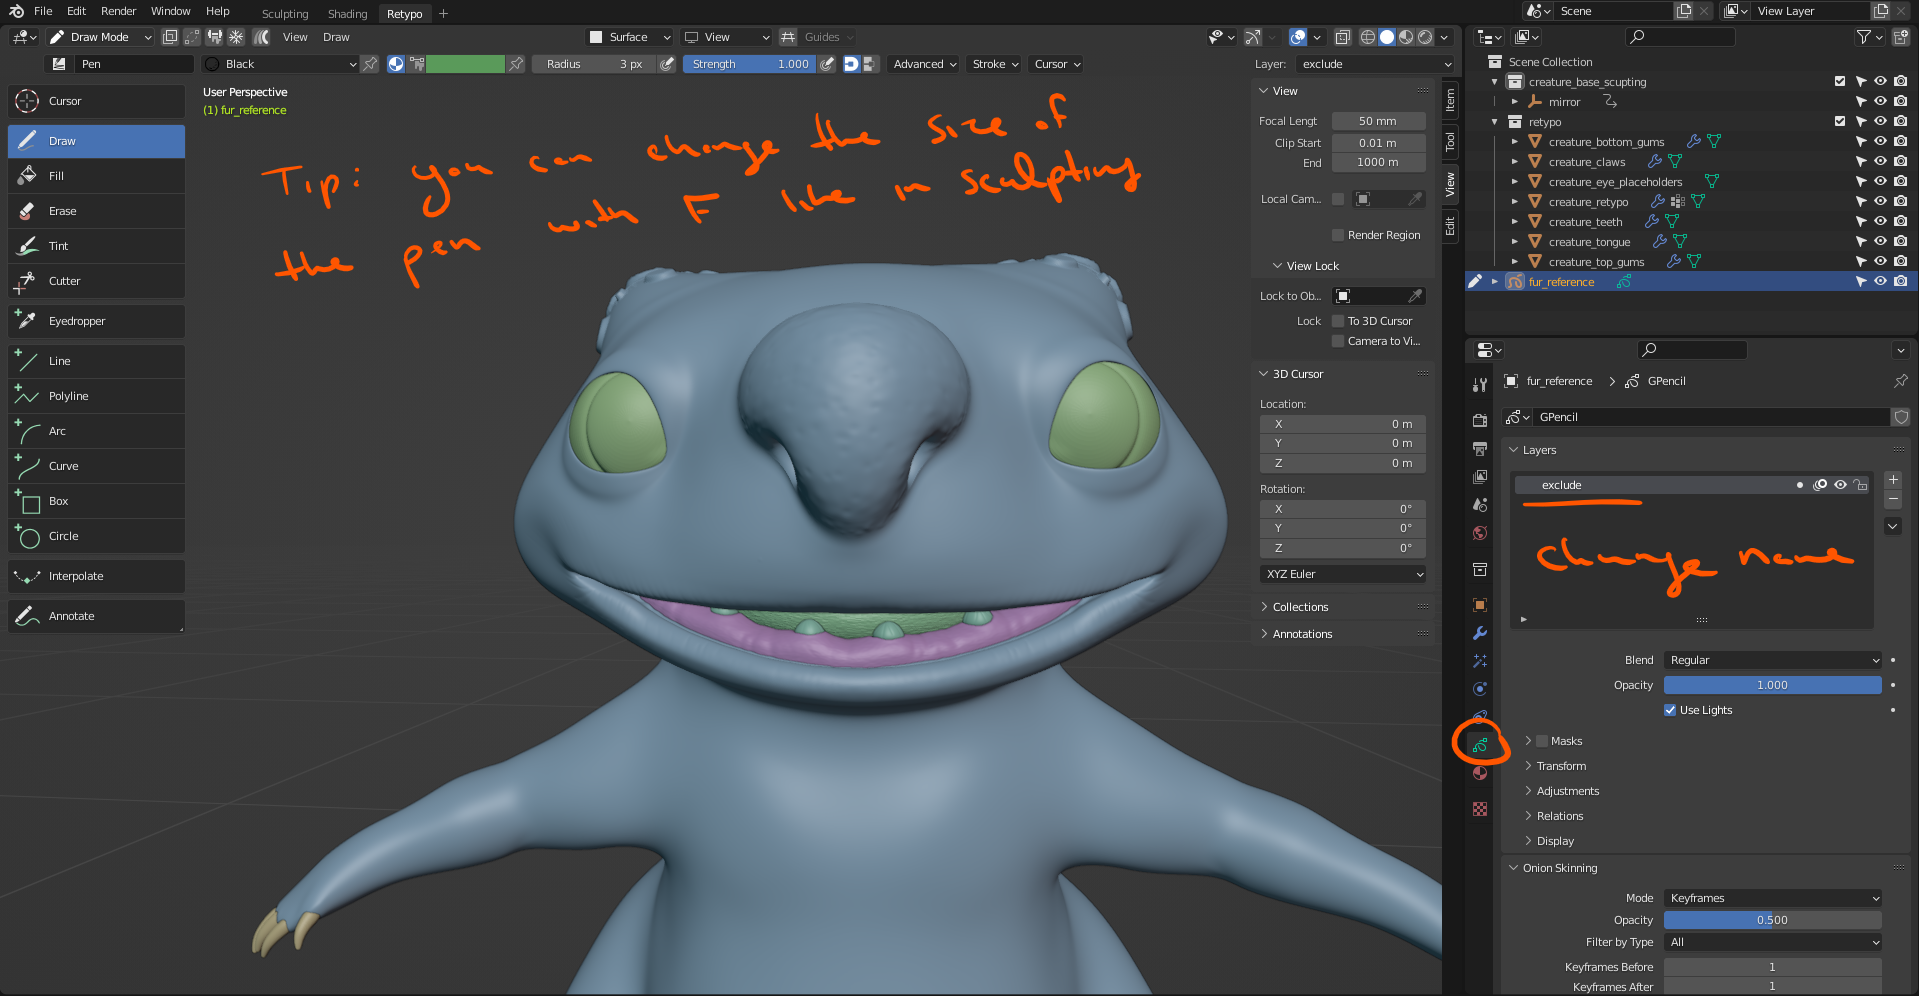 File Edit Render Window Help Sculpting Shading Retypo + Scene View Layer
Draw Mode View Draw Surface View Guides
Pen Black Radius 3 px Strength 1.000 Advanced Stroke Cursor Layer: exclude
User Perspective
(1) fur_reference
Tip: you can change the size of
the pen with F like in sculpting
Cursor
Draw
Fill
Erase
Tint
Cutter
Eyedropper
Line
Polyline
Arc
Curve
Box
Circle
Interpolate
Annotate
View
Focal Lengt 50 mm
Clip Start 0.01 m
End 1000 m
Local Cam...
Render Region
View Lock
Lock to Ob...
Lock To 3D Cursor
Camera to Vi...
3D Cursor
Location:
X 0 m
Y 0 m
Z 0 m
Rotation:
X 0°
Y 0°
Z 0°
XYZ Euler
Collections
Annotations
Item
Tool
View
Edit
Scene Collection
creature_base_scupting
mirror
retypo
creature_bottom_gums
creature_claws
creature_eye_placeholders
creature_retypo
creature_teeth
creature_tongue
creature_top_gums
fur_reference
fur_reference > GPencil
GPencil
Layers
exclude
change name
Blend Regular
Opacity 1.000
Use Lights
Masks
Transform
Adjustments
Relations
Display
Onion Skinning
Mode Keyframes
Opacity 0.500
Filter by Type All
Keyframes Before 1
Keyframes After 1